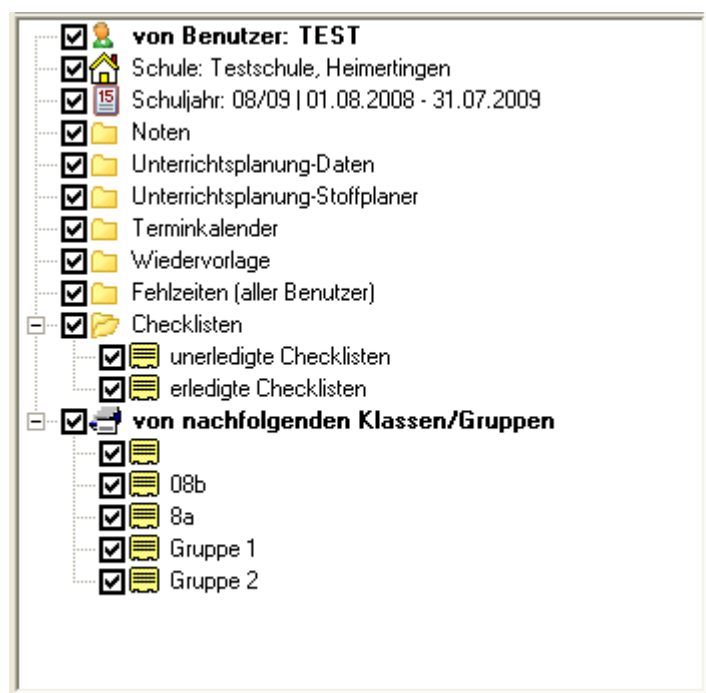 von Benutzer: TEST
Schule: Testschule, Heimertingen
15 Schuljahr: 08/09 | 01.08.2008 - 31.07.2009
Noten
Unterrichtsplanung-Daten
Unterrichtsplanung-Stoffplaner
Terminkalender
Wiedervorlage
Fehlzeiten (aller Benutzer)
Checklisten
unerledigte Checklisten
erledigte Checklisten
von nachfolgenden Klassen/Gruppen
08b
8a
Gruppe 1
Gruppe 2